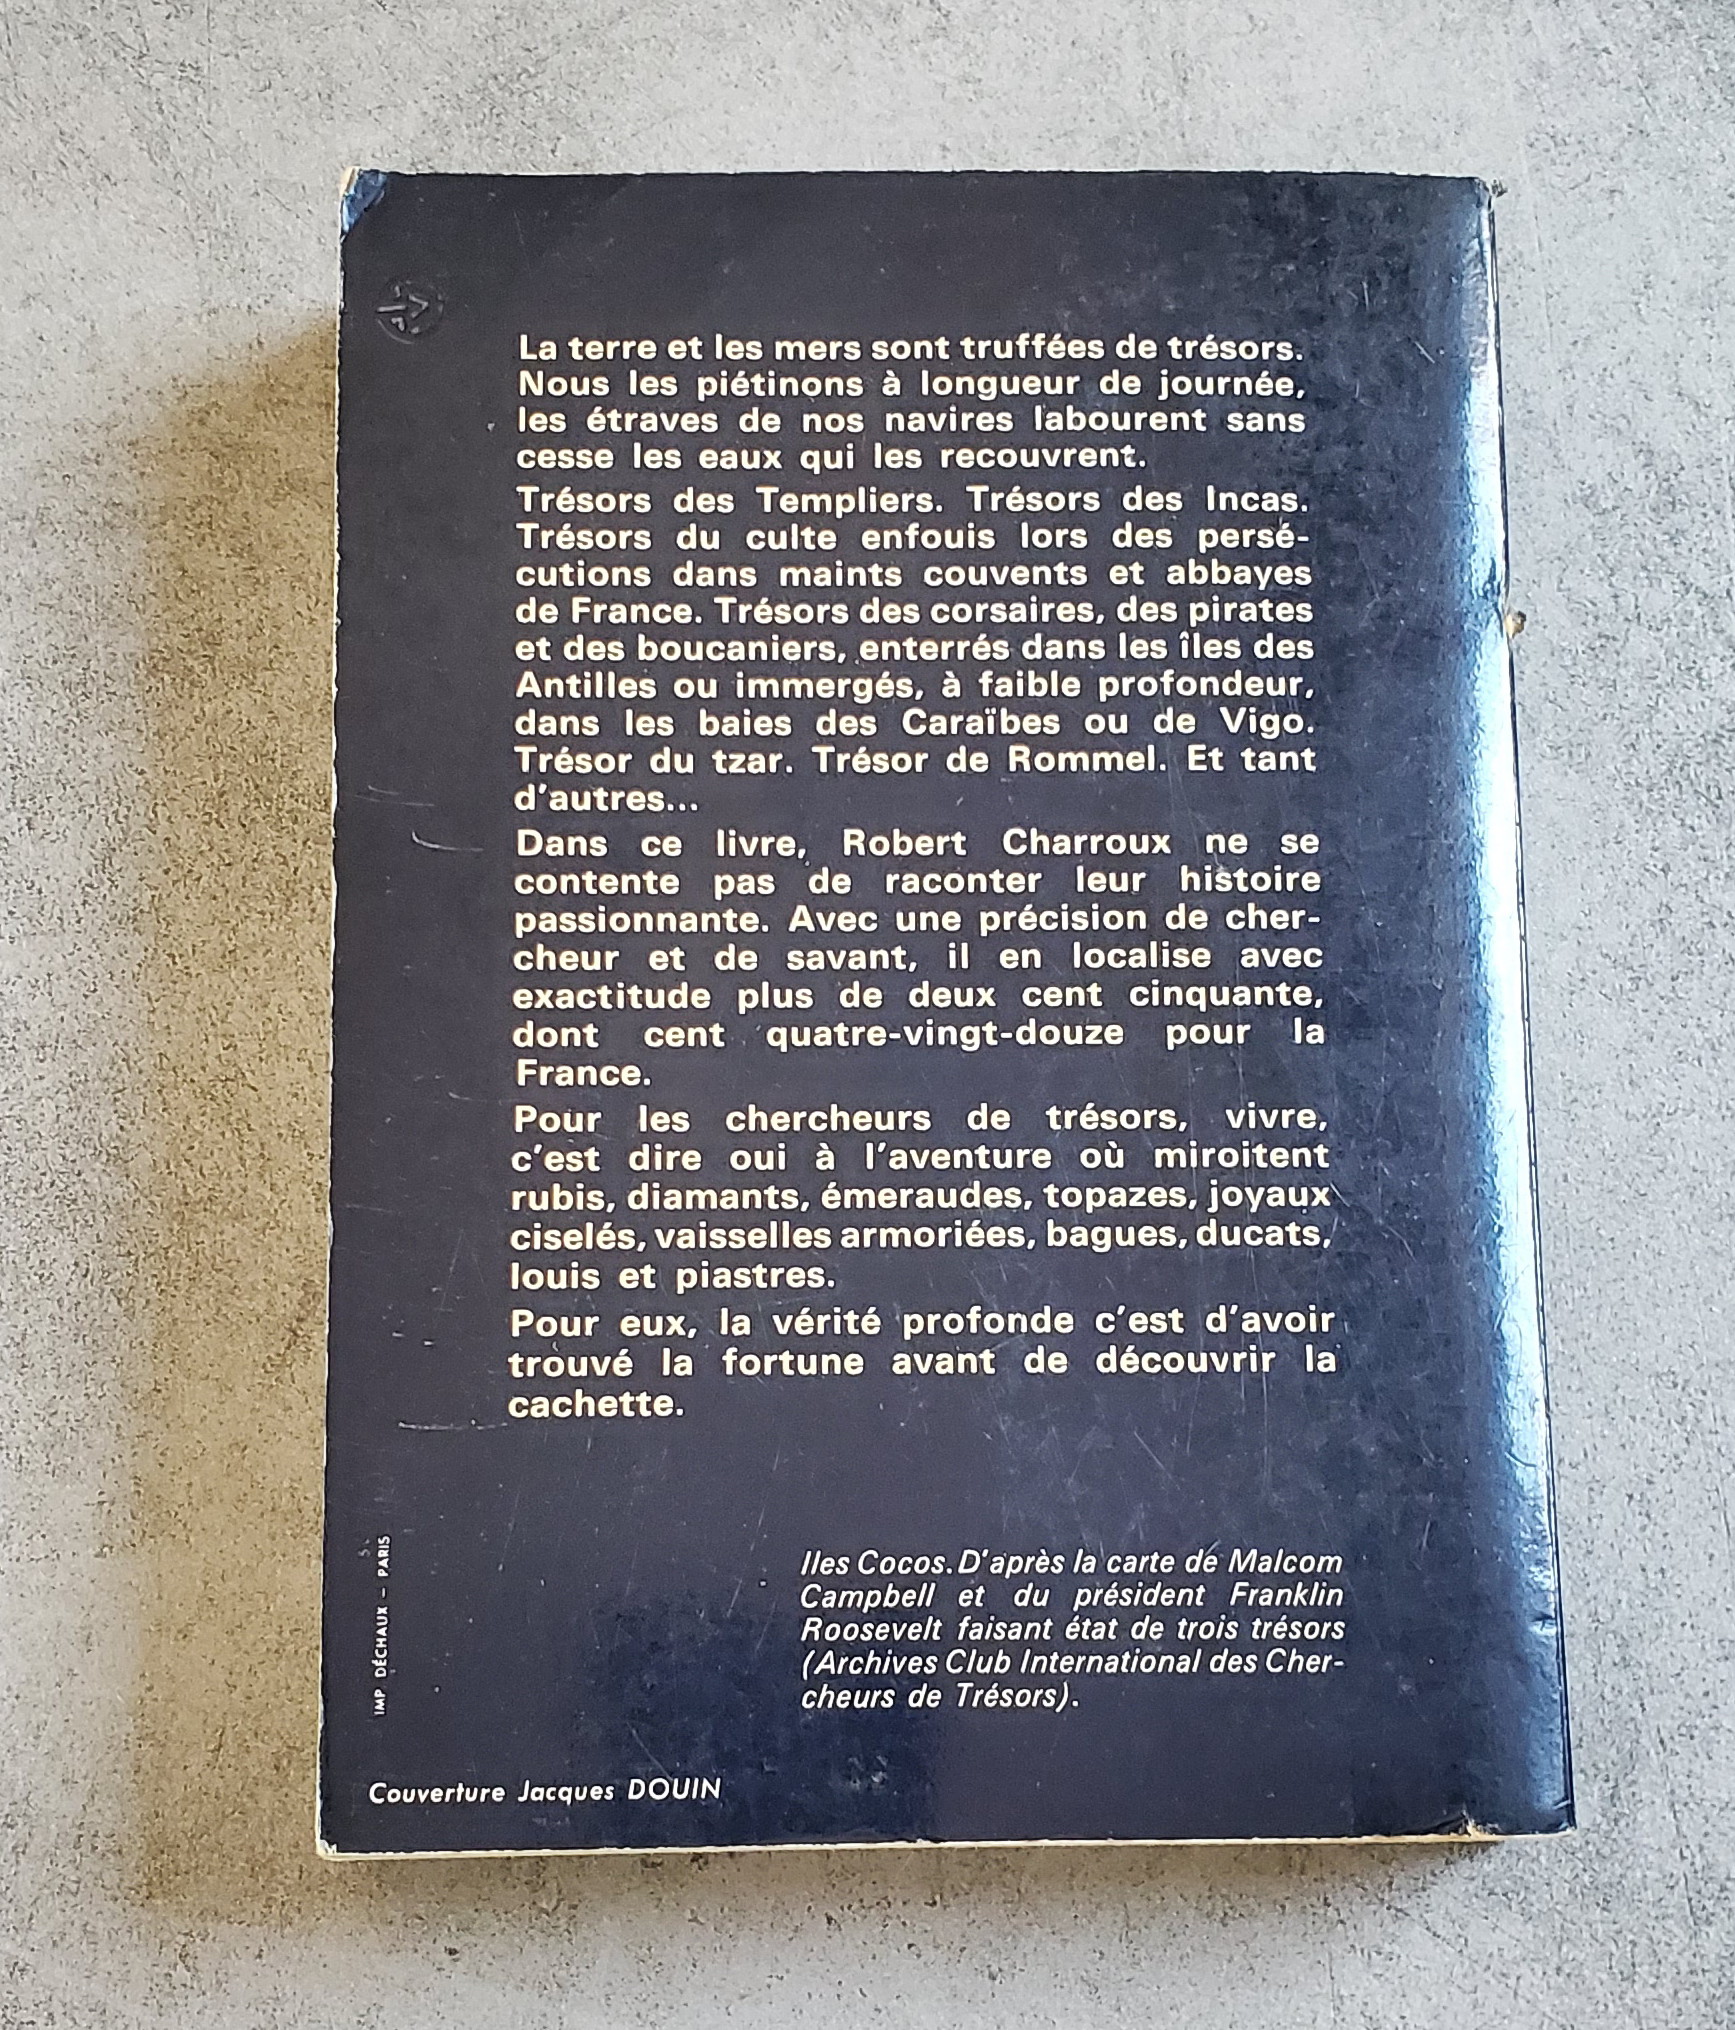 La terre et les mers sont truffées de trésors.
Nous les piétinons à longueur de journée,
les étraves de nos navires labourent sans
cesse les eaux qui les recouvrent.
Trésors des Templiers. Trésors des Incas.
Trésors du culte enfouis lors des persé-
cutions dans maints couvents et abbayes
de France. Trésors des corsaires, des pirates
et des boucaniers, enterrés dans les îles des
Antilles ou immergés, à faible profondeur,
dans les baies des Caraïbes ou de Vigo.
Trésor du tzar. Trésor de Rommel. Et tant
d'autres...
Dans ce livre, Robert Charroux ne se
contente pas de raconter leur histoire
passionnante. Avec une précision de cher-
cheur et de savant, il en localise avec
exactitude plus de deux cent cinquante,
dont cent quatre-vingt-douze pour la
France.
Pour les chercheurs de trésors, vivre,
c'est dire oui à l'aventure où miroitent
rubis, diamants, émeraudes, topazes, joyaux
ciselés, vaisselles armoriées, bagues, ducats,
louis et piastres.
Pour eux, la vérité profonde c'est d'avoir
trouvé la fortune avant de découvrir la
cachette.
Iles Cocos. D'après la carte de Malcom
Campbell et du président Franklin
Roosevelt faisant état de trois trésors
(Archives Club International des Cher-
cheurs de Trésors).
IMP DÉCHAUX – PARIS
Couverture Jacques DOUIN